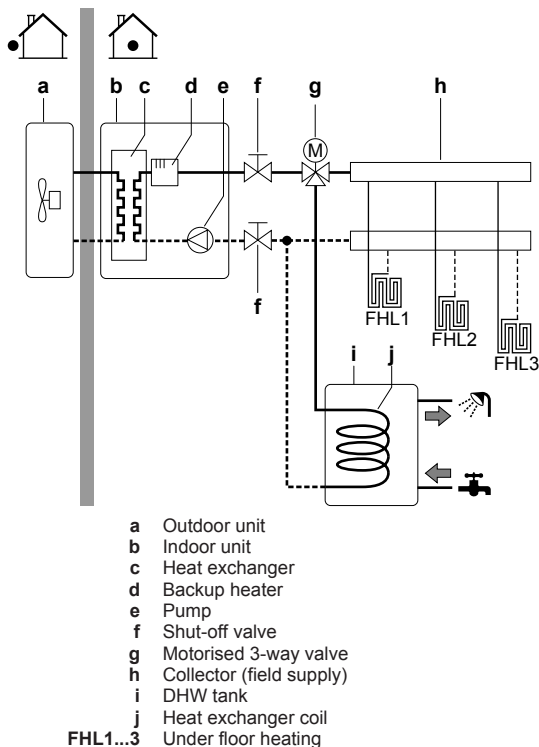 a b c d e f g h
M
f
FHL1
FHL2
FHL3
i j
a Outdoor unit
b Indoor unit
c Heat exchanger
d Backup heater
e Pump
f Shut-off valve
g Motorised 3-way valve
h Collector (field supply)
i DHW tank
j Heat exchanger coil
FHL1...3 Under floor heating